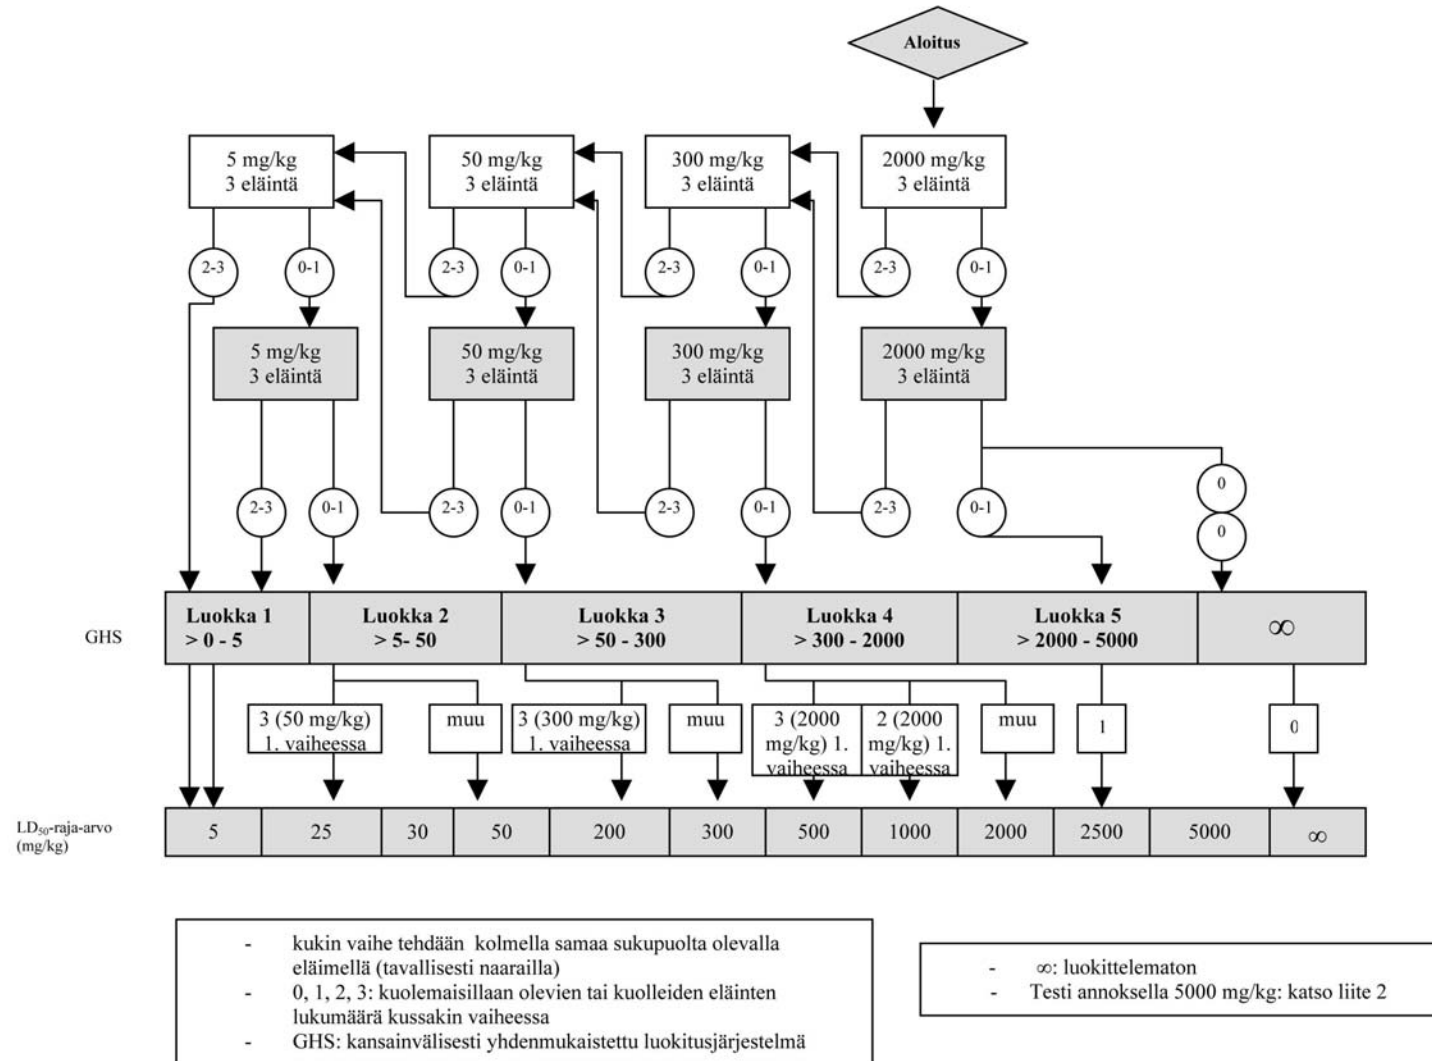 Aloitus
5 mg/kg
3 eläintä
50 mg/kg
3 eläintä
300 mg/kg
3 eläintä
2000 mg/kg
3 eläintä
2-3
0-1
2-3
0-1
2-3
0-1
2-3
0-1
5 mg/kg
3 eläintä
50 mg/kg
3 eläintä
300 mg/kg
3 eläintä
2000 mg/kg
3 eläintä
2-3
0-1
2-3
0-1
2-3
0-1
2-3
0-1
0
0
GHS
Luokka 1
> 0 - 5
Luokka 2
> 5- 50
Luokka 3
> 50 - 300
Luokka 4
> 300 - 2000
Luokka 5
> 2000 - 5000
∞
3 (50 mg/kg)
1. vaiheessa
muu
3 (300 mg/kg)
1. vaiheessa
muu
3 (2000
mg/kg) 1.
vaiheessa
2 (2000
mg/kg) 1.
vaiheessa
muu
1
0
LD₅₀-raja-arvo
(mg/kg)
5
25
30
50
200
300
500
1000
2000
2500
5000
∞
- kukin vaihe tehdään kolmella samaa sukupuolta olevalla
eläimellä (tavallisesti naarailla)
- 0, 1, 2, 3: kuolemaisillaan olevien tai kuolleiden eläinten
lukumäärä kussakin vaiheessa
- GHS: kansainvälisesti yhdenmukaistettu luokitusjärjestelmä
- ∞: luokittelematon
- Testi annoksella 5000 mg/kg: katso liite 2